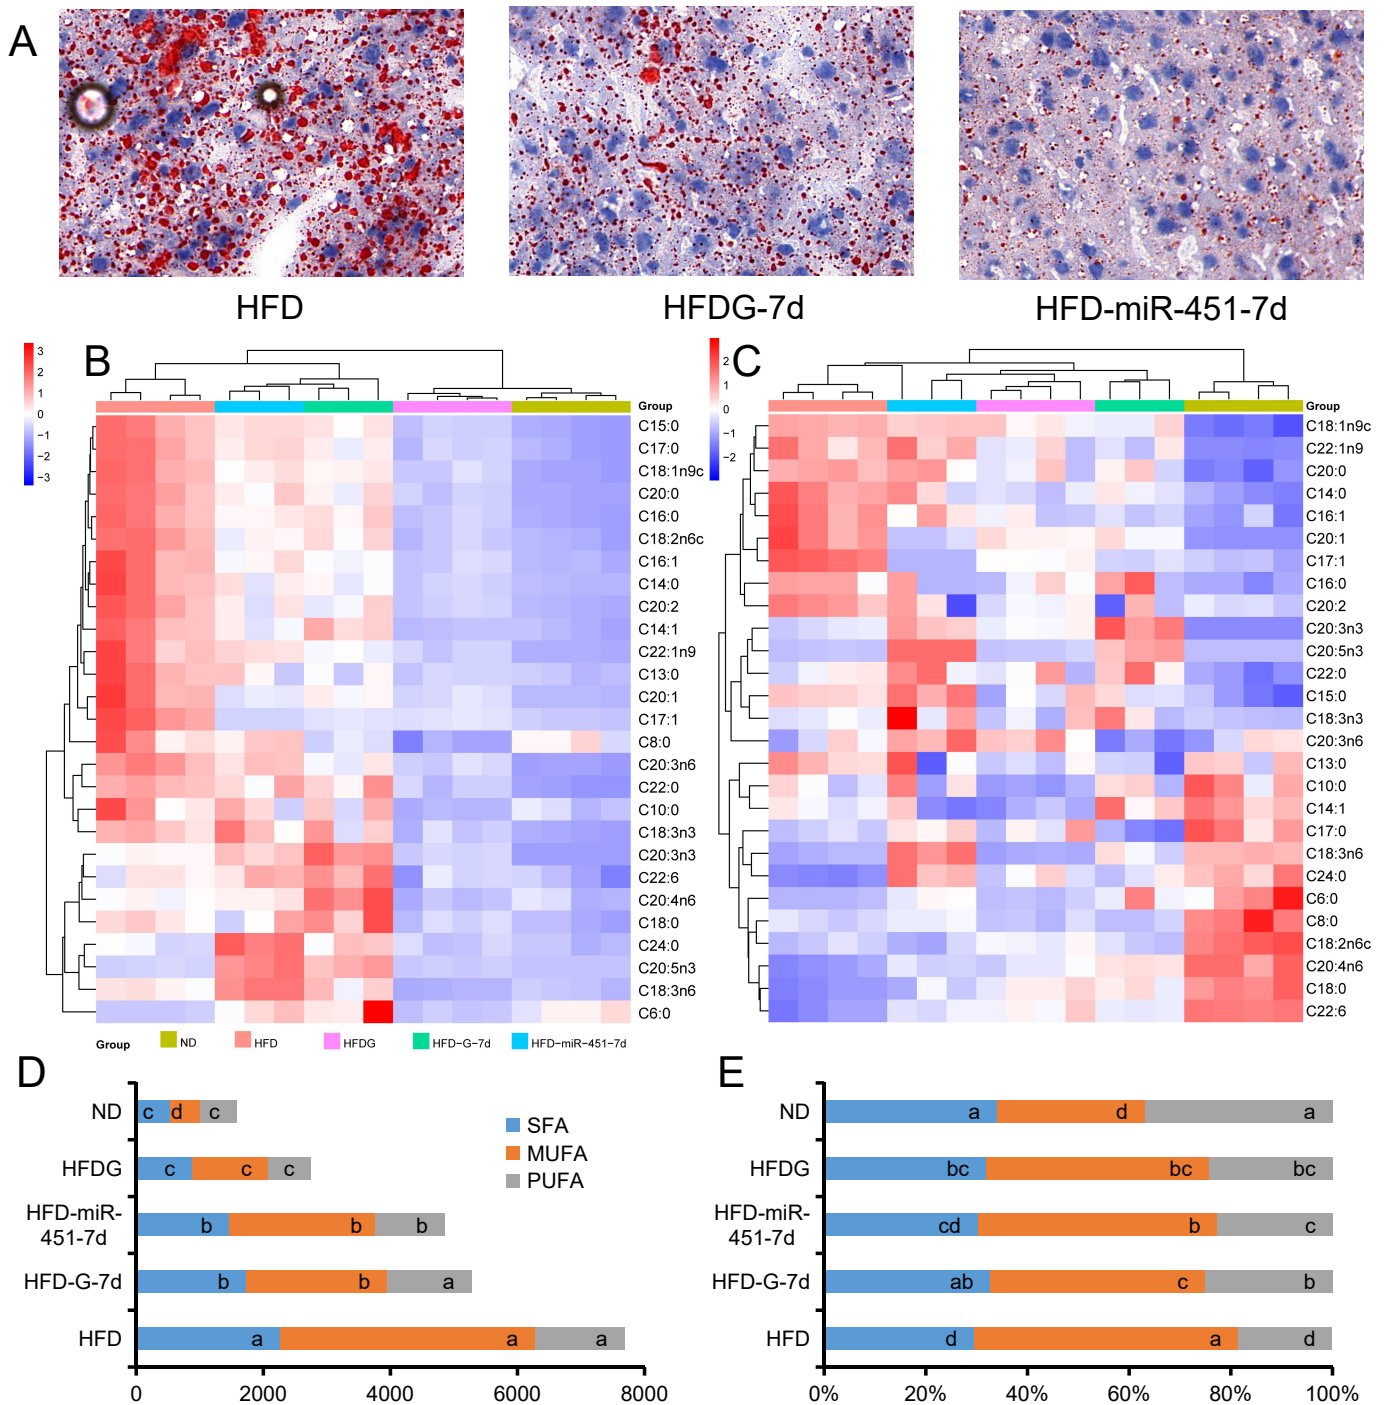 A
HFD
HFDG-7d
HFD-miR-451-7d
B
3
2
1
0
−1
−2
−3
Group
C15:0
C17:0
C18:1n9c
C20:0
C16:0
C18:2n6c
C16:1
C14:0
C20:2
C14:1
C22:1n9
C13:0
C20:1
C17:1
C8:0
C20:3n6
C22:0
C10:0
C18:3n3
C20:3n3
C22:6
C20:4n6
C18:0
C24:0
C20:5n3
C18:3n6
C6:0
C
2
1
0
−1
−2
Group
C18:1n9c
C22:1n9
C20:0
C14:0
C16:1
C20:1
C17:1
C16:0
C20:2
C20:3n3
C20:5n3
C22:0
C15:0
C18:3n3
C20:3n6
C13:0
C10:0
C14:1
C17:0
C18:3n6
C24:0
C6:0
C8:0
C18:2n6c
C20:4n6
C18:0
C22:6
Group ND HFD HFDG HFD−G−7d HFD−miR−451−7d
D
ND c d c
HFDG c c c
HFD-miR-
451-7d b b b
HFD-G-7d b b a
HFD a a a
0 2000 4000 6000 8000
SFA
MUFA
PUFA
E
ND a d a
HFDG bc bc bc
HFD-miR-
451-7d cd b c
HFD-G-7d ab c b
HFD d a d
0% 20% 40% 60% 80% 100%